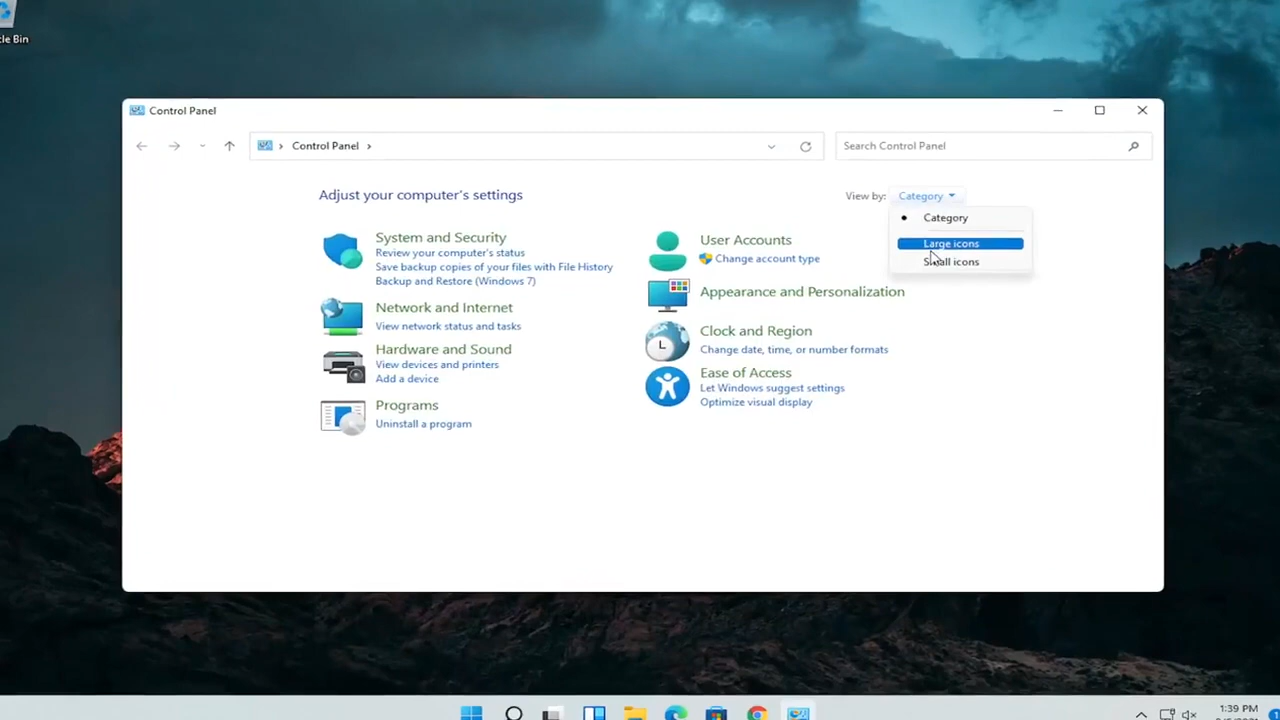 cle Bin
Control Panel
Control Panel
Search Control Panel
Adjust your computer's settings
View by: Category
Category
Large icons
Small icons
System and Security
Review your computer's status
Save backup copies of your files with File History
Backup and Restore (Windows 7)
Network and Internet
View network status and tasks
Hardware and Sound
View devices and printers
Add a device
Programs
Uninstall a program
User Accounts
Change account type
Appearance and Personalization
Clock and Region
Change date, time, or number formats
Ease of Access
Let Windows suggest settings
Optimize visual display
1:39 PM